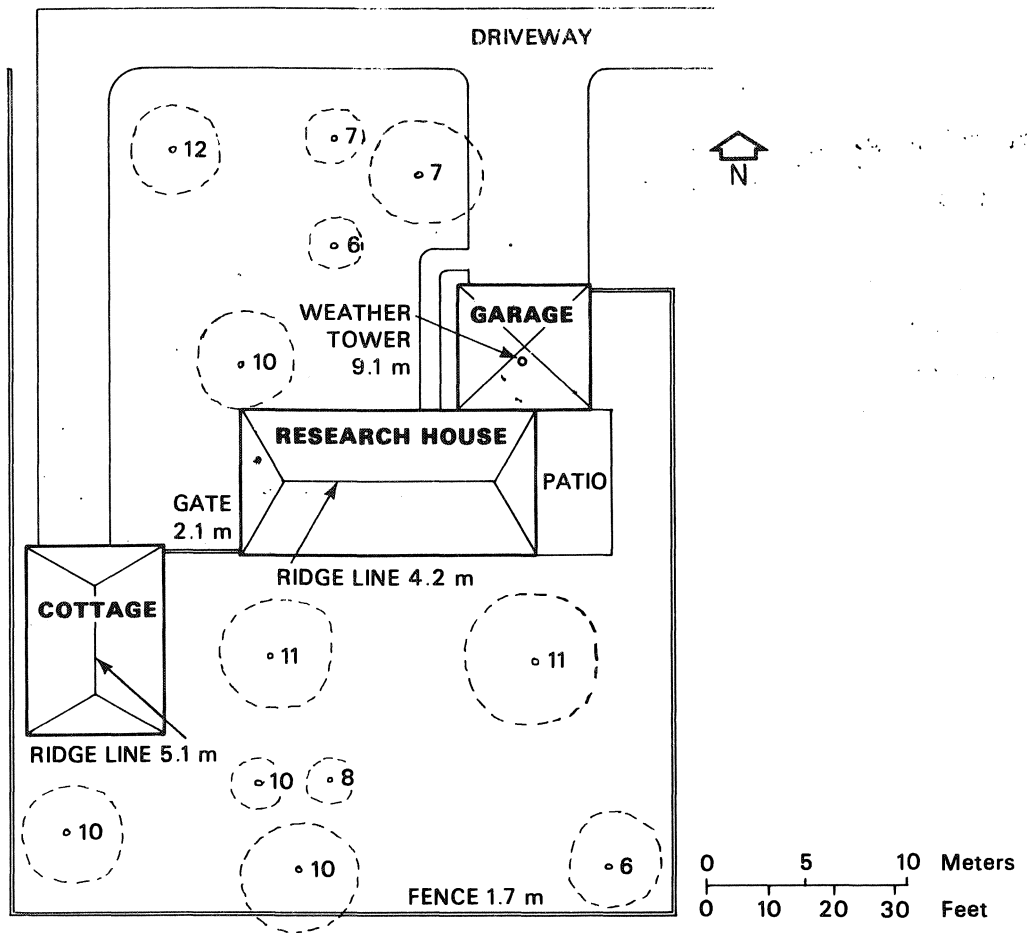 DRIVEWAY
12
7
7
N
6
WEATHER
TOWER
9.1 m
GARAGE
10
RESEARCH HOUSE
PATIO
GATE
2.1 m
RIDGE LINE 4.2 m
COTTAGE
11
11
RIDGE LINE 5.1 m
10
8
10
10
6
FENCE 1.7 m
0 5 10 Meters
0 10 20 30 Feet